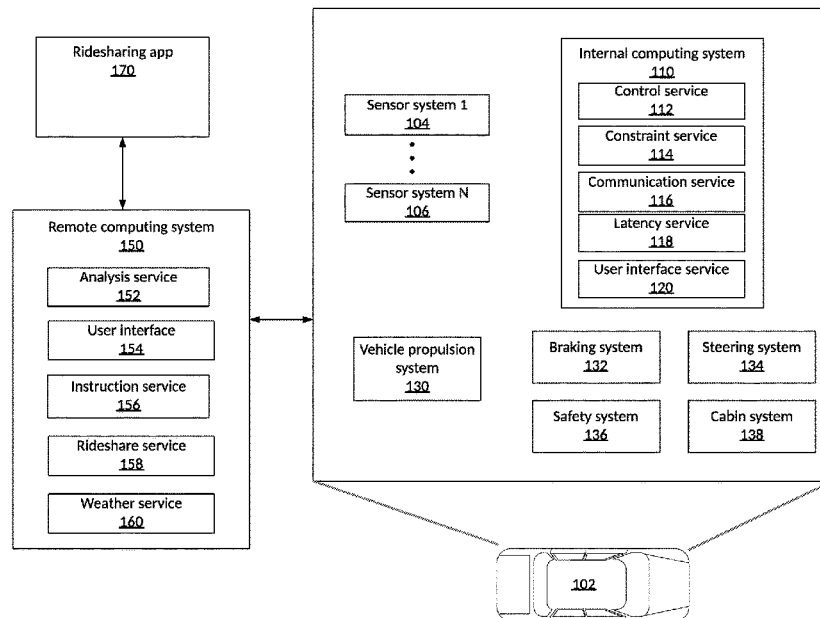 Ridesharing app
170
Remote computing system
150
Analysis service
152
User interface
154
Instruction service
156
Rideshare service
158
Weather service
160
Sensor system 1
104
Sensor system N
106
Internal computing system
110
Control service
112
Constraint service
114
Communication service
116
Latency service
118
User interface service
120
Vehicle propulsion
system
130
Braking system
132
Steering system
134
Safety system
136
Cabin system
138
102